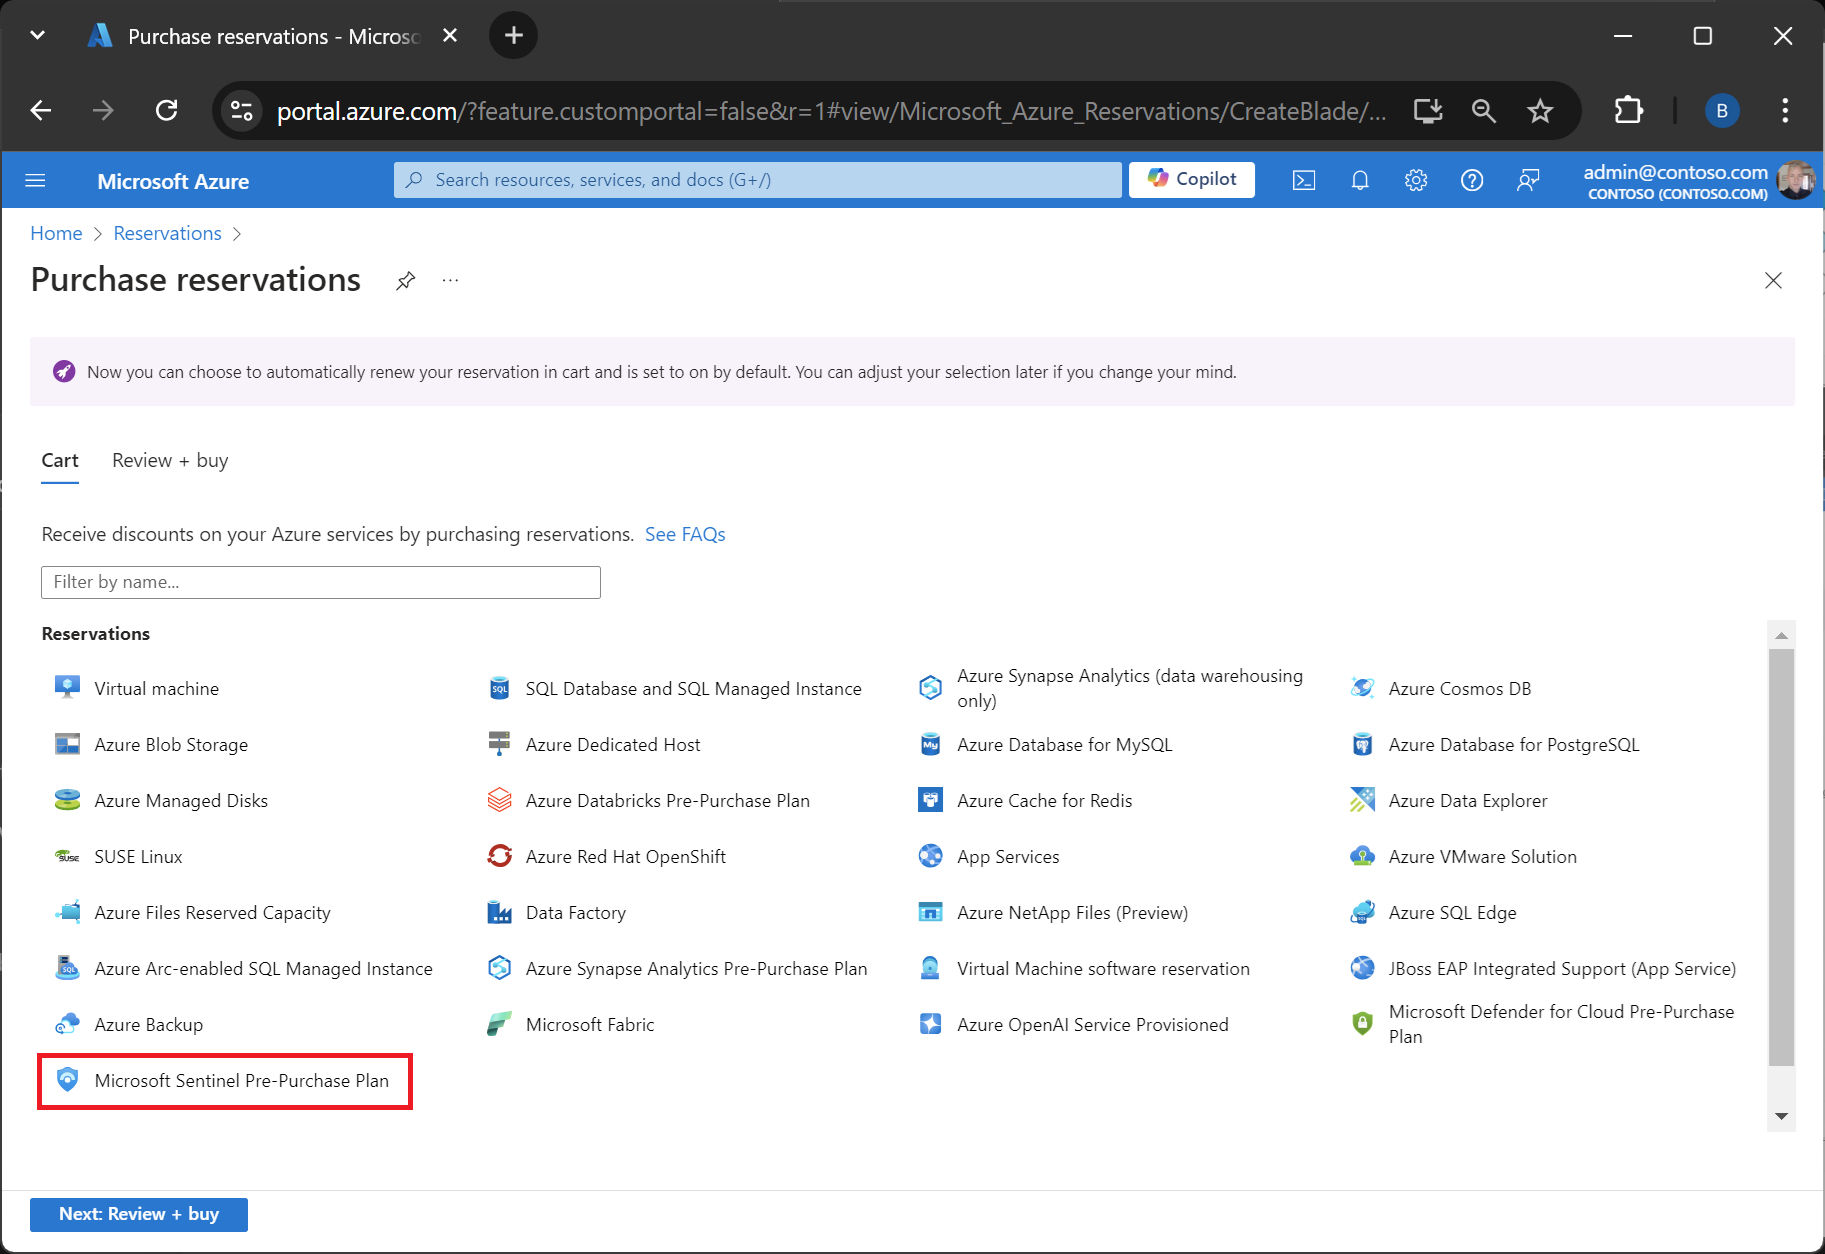 Purchase reservations - Microso
portal.azure.com/?feature.customportal=false&r=1#view/Microsoft_Azure_Reservations/CreateBlade/...
B
Microsoft Azure
Search resources, services, and docs (G+/)
Copilot
admin@contoso.com
CONTOSO (CONTOSO.COM)
Home > Reservations >
Purchase reservations
Now you can choose to automatically renew your reservation in cart and is set to on by default. You can adjust your selection later if you change your mind.
Cart Review + buy
Receive discounts on your Azure services by purchasing reservations. See FAQs
Filter by name...
Reservations
Virtual machine
SQL Database and SQL Managed Instance
Azure Synapse Analytics (data warehousing
only)
Azure Cosmos DB
Azure Blob Storage
Azure Dedicated Host
Azure Database for MySQL
Azure Database for PostgreSQL
Azure Managed Disks
Azure Databricks Pre-Purchase Plan
Azure Cache for Redis
Azure Data Explorer
SUSE Linux
Azure Red Hat OpenShift
App Services
Azure VMware Solution
Azure Files Reserved Capacity
Data Factory
Azure NetApp Files (Preview)
Azure SQL Edge
Azure Arc-enabled SQL Managed Instance
Azure Synapse Analytics Pre-Purchase Plan
Virtual Machine software reservation
JBoss EAP Integrated Support (App Service)
Azure Backup
Microsoft Fabric
Azure OpenAI Service Provisioned
Microsoft Defender for Cloud Pre-Purchase
Plan
Microsoft Sentinel Pre-Purchase Plan
Next: Review + buy